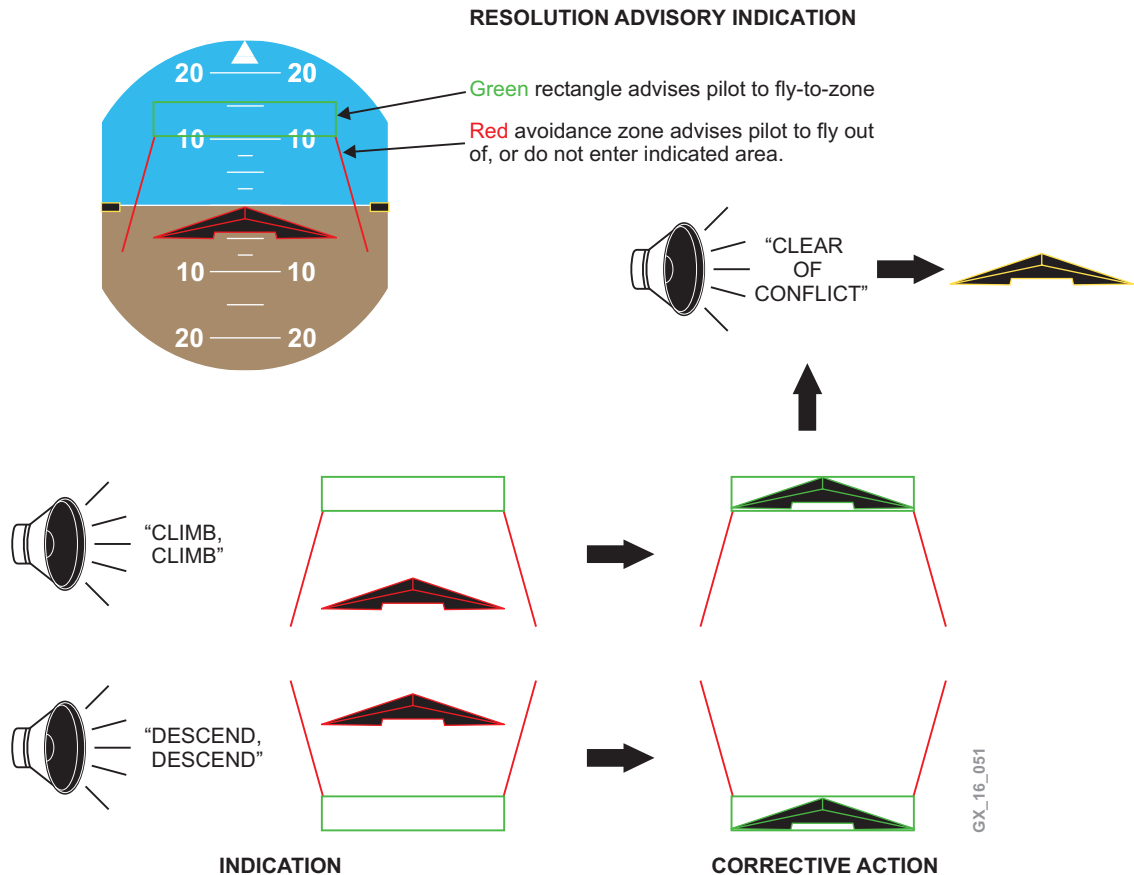 RESOLUTION ADVISORY INDICATION
20 20
Green rectangle advises pilot to fly-to-zone
10 10
Red avoidance zone advises pilot to fly out
of, or do not enter indicated area.
10 10
20 20
“CLEAR
OF
CONFLICT”
“CLIMB,
CLIMB”
“DESCEND,
DESCEND”
GX_16_051
INDICATION
CORRECTIVE ACTION